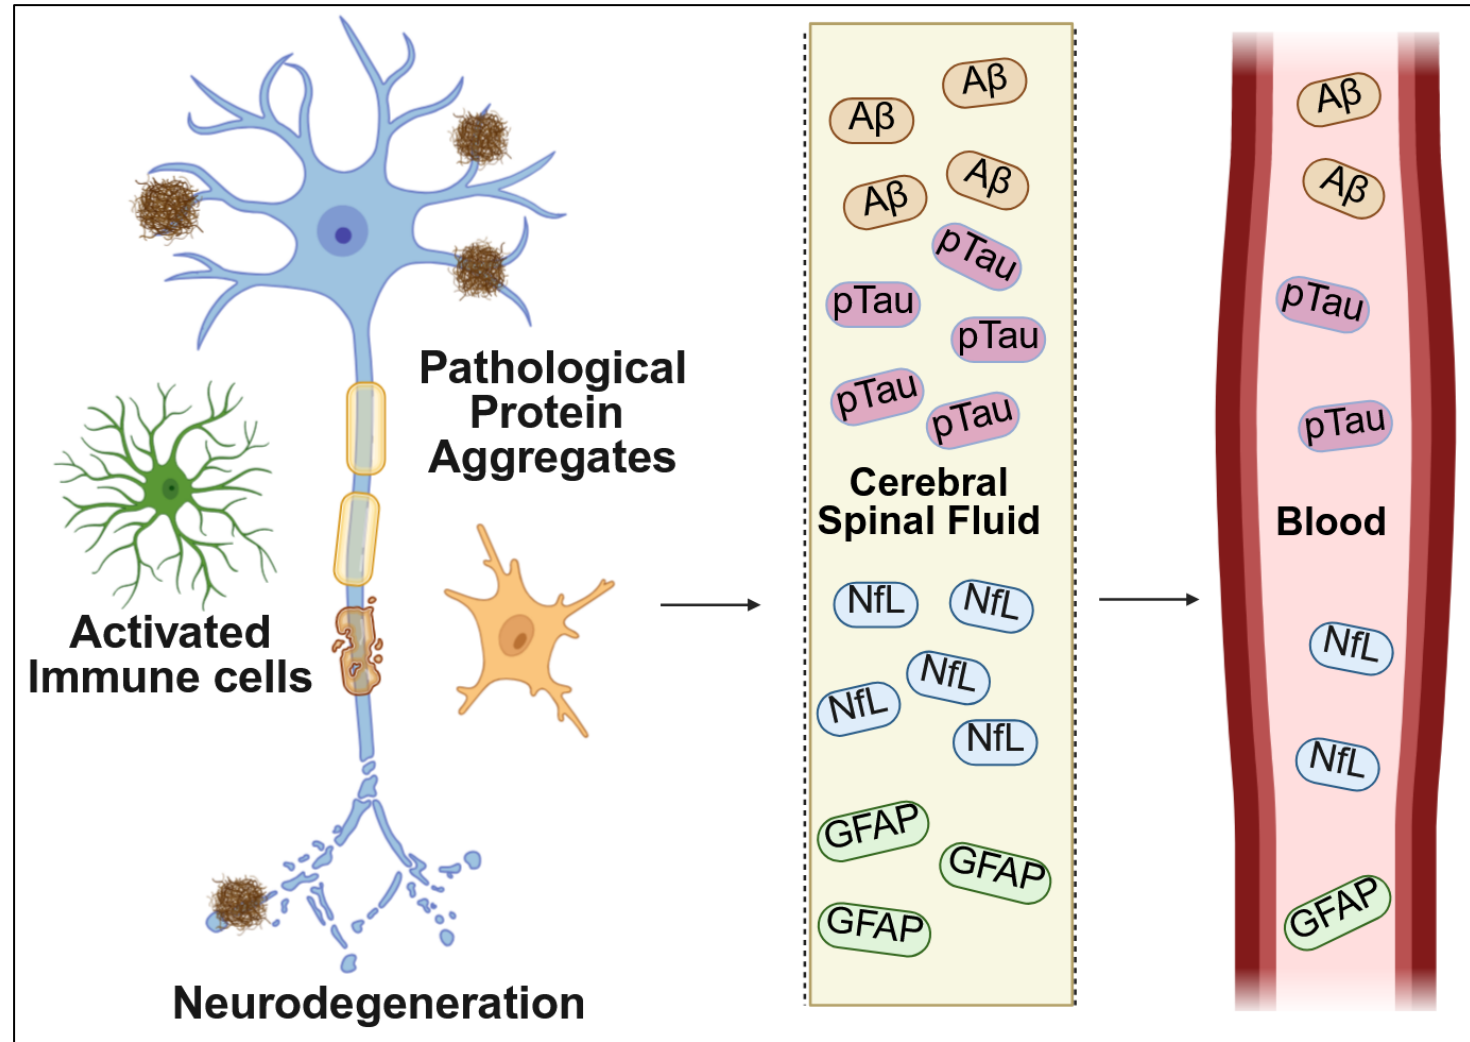 Pathological
Protein
Aggregates
Activated
Immune cells
Neurodegeneration
Aβ
Aβ
Aβ
Aβ
pTau
pTau
pTau
pTau
pTau
Cerebral
Spinal Fluid
NfL
NfL
NfL
NfL
NfL
GFAP
GFAP
GFAP
Aβ
Aβ
pTau
pTau
Blood
NfL
NfL
GFAP